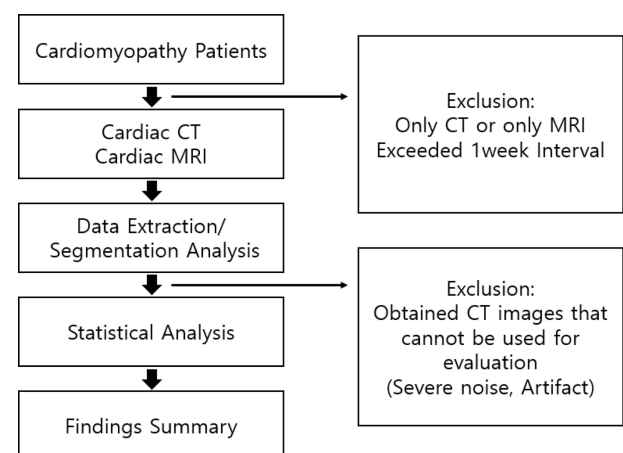 Cardiomyopathy Patients
Exclusion:
Only CT or only MRI
Exceeded 1week Interval
Cardiac CT
Cardiac MRI
Data Extraction/
Segmentation Analysis
Exclusion:
Obtained CT images that
cannot be used for
evaluation
(Severe noise, Artifact)
Statistical Analysis
Findings Summary